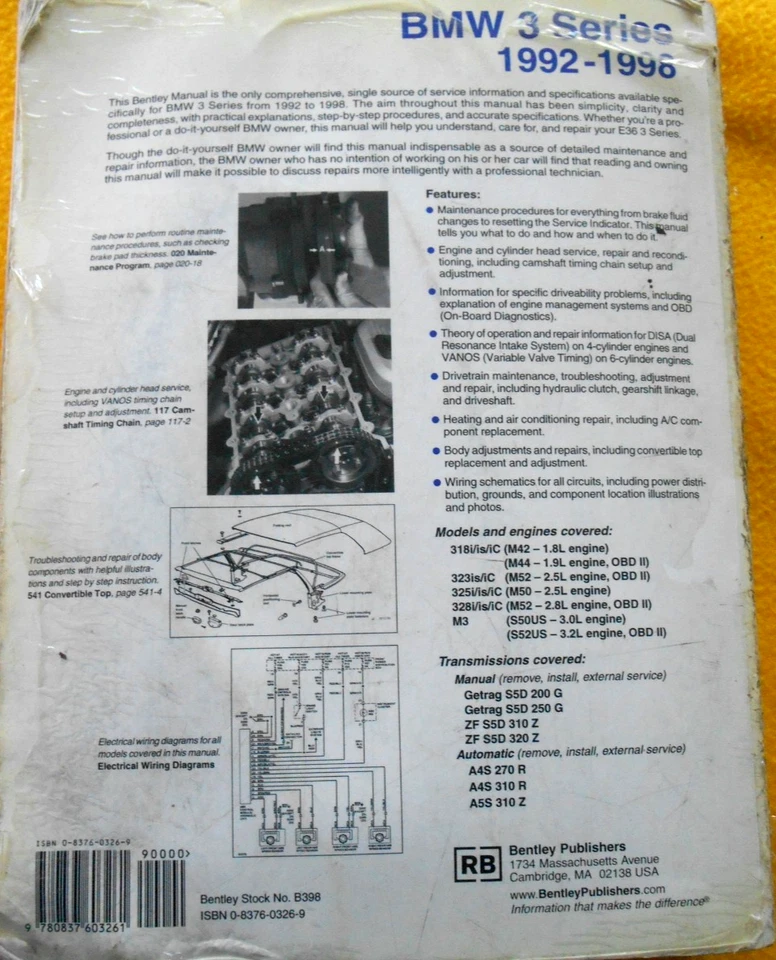 BMW 3 Series
1992-1998
This Bentley Manual is the only comprehensive, single source of service information and specifications available spe-
cifically for BMW 3 Series from 1992 to 1998. The aim throughout this manual has been simplicity, clarity and
completeness, with practical explanations, step-by-step procedures, and accurate specifications. Whether you're a pro-
fessional or a do-it-yourself BMW owner, this manual will help you understand, care for, and repair your E36 3 Series.
Though the do-it-yourself BMW owner will find this manual indispensable as a source of detailed maintenance and
repair information, the BMW owner who has no intention of working on his or her car will find that reading and owning
this manual will make it possible to discuss repairs more intelligently with a professional technician.
See how to perform routine mainte-
nance procedures, such as checking
brake pad thickness. 020 Mainte-
nance Program, page 020-18
Engine and cylinder head service,
including VANOS timing chain
setup and adjustment. 117 Cam-
shaft Timing Chain, page 117-2
Troubleshooting and repair of body
components with helpful illustra-
tions and step by step instruction.
541 Convertible Top, page 541-4
Electrical wiring diagrams for all
models covered in this manual.
Electrical Wiring Diagrams
Features:
● Maintenance procedures for everything from brake fluid
changes to resetting the Service Indicator. This manual
tells you what to do and how and when to do it.
● Engine and cylinder head service, repair and recondi-
tioning, including camshaft timing chain setup and
adjustment.
● Information for specific driveability problems, including
explanation of engine management systems and OBD
(On-Board Diagnostics).
● Theory of operation and repair information for DISA (Dual
Resonance Intake System) on 4-cylinder engines and
VANOS (Variable Valve Timing) on 6-cylinder engines.
● Drivetrain maintenance, troubleshooting, adjustment
and repair, including hydraulic clutch, gearshift linkage,
and driveshaft.
● Heating and air conditioning repair, including A/C com-
ponent replacement.
● Body adjustments and repairs, including convertible top
replacement and adjustment.
● Wiring schematics for all circuits, including power distri-
bution, grounds, and component location illustrations
and photos.
Models and engines covered:
318i/is/iC (M42 – 1.8L engine)
(M44 – 1.9L engine, OBD II)
323is/iC (M52 – 2.5L engine, OBD II)
325i/is/iC (M50 – 2.5L engine)
328i/is/iC (M52 – 2.8L engine, OBD II)
M3 (S50US – 3.0L engine)
(S52US – 3.2L engine, OBD II)
Transmissions covered:
Manual (remove, install, external service)
Getrag S5D 200 G
Getrag S5D 250 G
ZF S5D 310 Z
ZF S5D 320 Z
Automatic (remove, install, external service)
A4S 270 R
A4S 310 R
A5S 310 Z
ISBN 0-8376-0326-9
90000>
9 780837 603261
Bentley Stock No. B398
ISBN 0-8376-0326-9
RB
Bentley Publishers
1734 Massachusetts Avenue
Cambridge, MA 02138 USA
www.BentleyPublishers.com
Information that makes the difference®